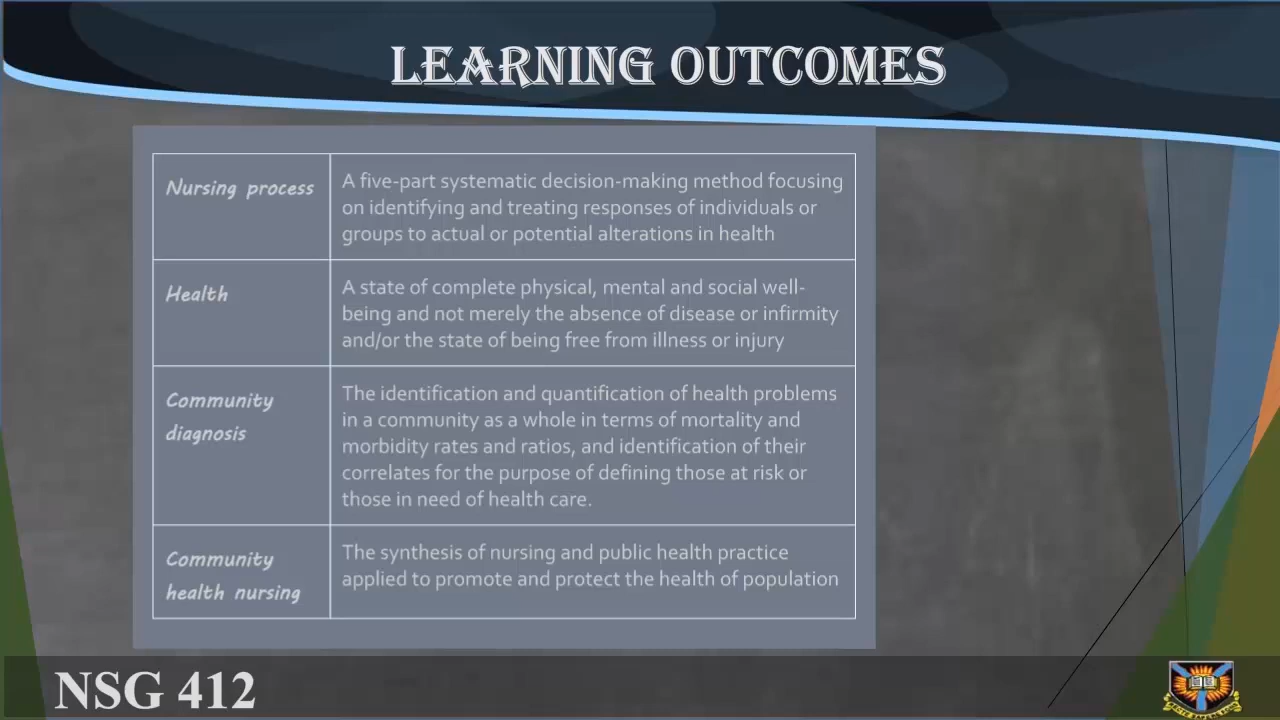 LEARNING OUTCOMES
Nursing process
A five-part systematic decision-making method focusing
on identifying and treating responses of individuals or
groups to actual or potential alterations in health
Health
A state of complete physical, mental and social well-
being and not merely the absence of disease or infirmity
and/or the state of being free from illness or injury
Community
diagnosis
The identification and quantification of health problems
in a community as a whole in terms of mortality and
morbidity rates and ratios, and identification of their
correlates for the purpose of defining those at risk or
those in need of health care.
Community
health nursing
The synthesis of nursing and public health practice
applied to promote and protect the health of population
NSG 412